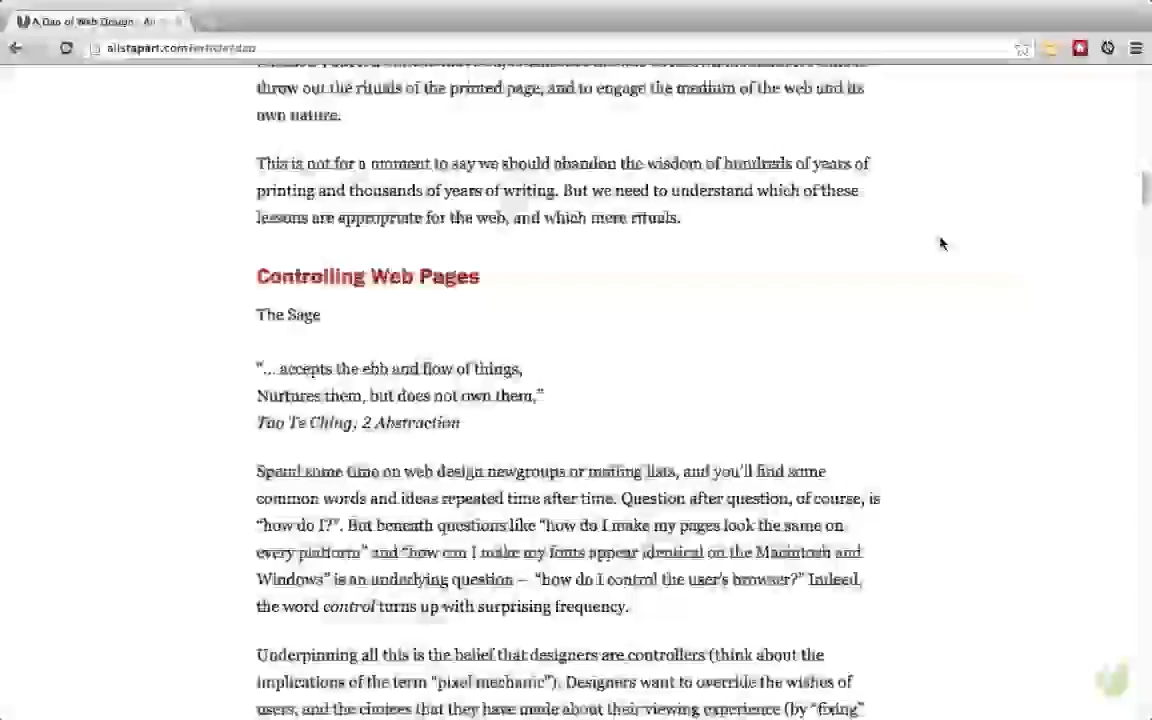 A Dao of Web Design · An
alistapart.com/article/dao
throw out the rituals of the printed page, and to engage the medium of the web and its
own nature.
This is not for a moment to say we should abandon the wisdom of hundreds of years of
printing and thousands of years of writing. But we need to understand which of these
lessons are appropriate for the web, and which mere rituals.
Controlling Web Pages
The Sage
“… accepts the ebb and flow of things,
Nurtures them, but does not own them,”
Tao Te Ching; 2 Abstraction
Spend some time on web design newgroups or mailing lists, and you’ll find some
common words and ideas repeated time after time. Question after question, of course, is
“how do I?”. But beneath questions like “how do I make my pages look the same on
every platform” and “how can I make my fonts appear identical on the Macintosh and
Windows” is an underlying question – “how do I control the user’s browser?” Indeed,
the word control turns up with surprising frequency.
Underpinning all this is the belief that designers are controllers (think about the
implications of the term “pixel mechanic”). Designers want to override the wishes of
users, and the choices that they have made about their viewing experience (by “fixing”